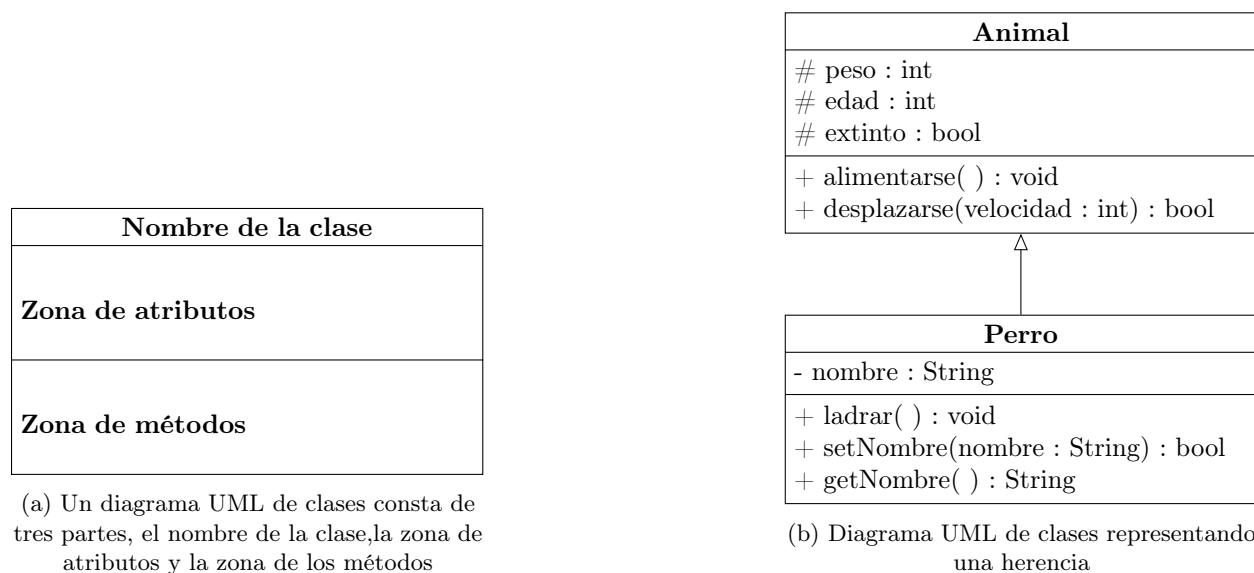 Nombre de la clase
Zona de atributos
Zona de métodos
(a) Un diagrama UML de clases consta de
tres partes, el nombre de la clase,la zona de
atributos y la zona de los métodos
Animal
# peso : int
# edad : int
# extinto : bool
+ alimentarse( ) : void
+ desplazarse(velocidad : int) : bool
Perro
- nombre : String
+ ladrar( ) : void
+ setNombre(nombre : String) : bool
+ getNombre( ) : String
(b) Diagrama UML de clases representando
una herencia